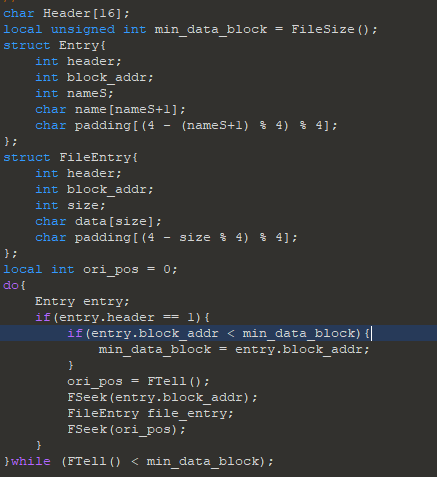 char Header[16];
local unsigned int min_data_block = FileSize();
struct Entry{
    int header;
    int block_addr;
    int nameS;
    char name[nameS+1];
    char padding[(4 - (nameS+1) % 4) % 4];
};
struct FileEntry{
    int header;
    int block_addr;
    int size;
    char data[size];
    char padding[(4 - size % 4) % 4];
};
local int ori_pos = 0;
do{
    Entry entry;
    if(entry.header == 1){
        if(entry.block_addr < min_data_block){
            min_data_block = entry.block_addr;
        }
        ori_pos = FTell();
        FSeek(entry.block_addr);
        FileEntry file_entry;
        FSeek(ori_pos);
    }
}while (FTell() < min_data_block);